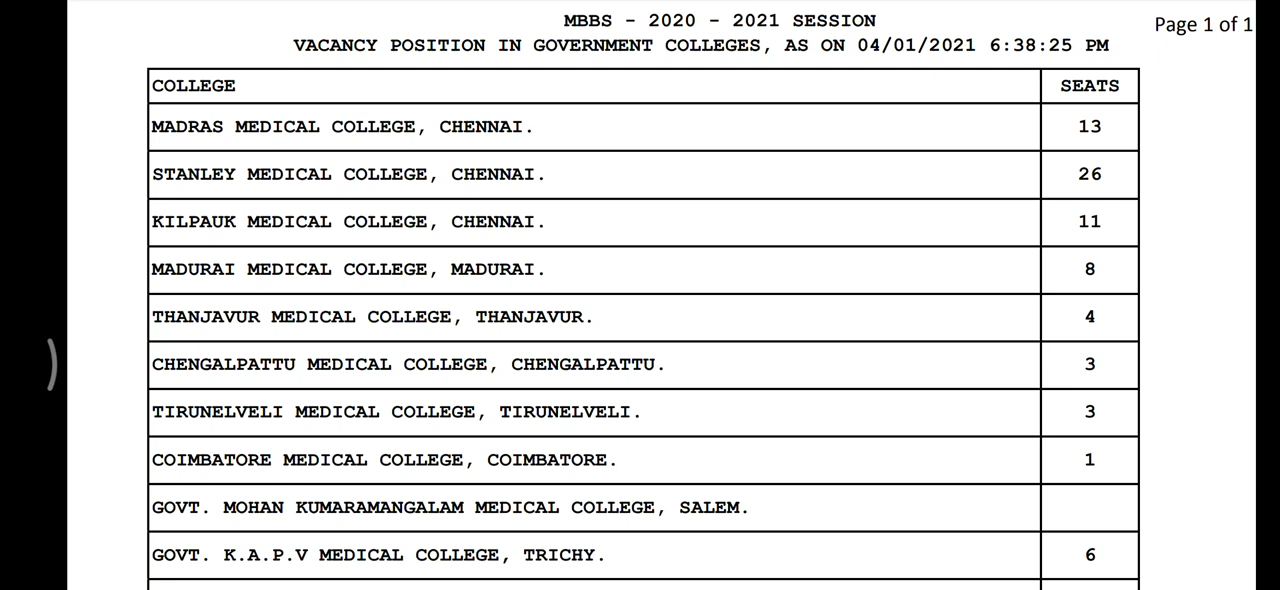 MBBS - 2020 - 2021 SESSION
Page 1 of 1
VACANCY POSITION IN GOVERNMENT COLLEGES, AS ON 04/01/2021 6:38:25 PM
COLLEGE SEATS
MADRAS MEDICAL COLLEGE, CHENNAI. 13
STANLEY MEDICAL COLLEGE, CHENNAI. 26
KILPAUK MEDICAL COLLEGE, CHENNAI. 11
MADURAI MEDICAL COLLEGE, MADURAI. 8
THANJAVUR MEDICAL COLLEGE, THANJAVUR. 4
CHENGALPATTU MEDICAL COLLEGE, CHENGALPATTU. 3
TIRUNELVELI MEDICAL COLLEGE, TIRUNELVELI. 3
COIMBATORE MEDICAL COLLEGE, COIMBATORE. 1
GOVT. MOHAN KUMARAMANGALAM MEDICAL COLLEGE, SALEM.
GOVT. K.A.P.V MEDICAL COLLEGE, TRICHY. 6